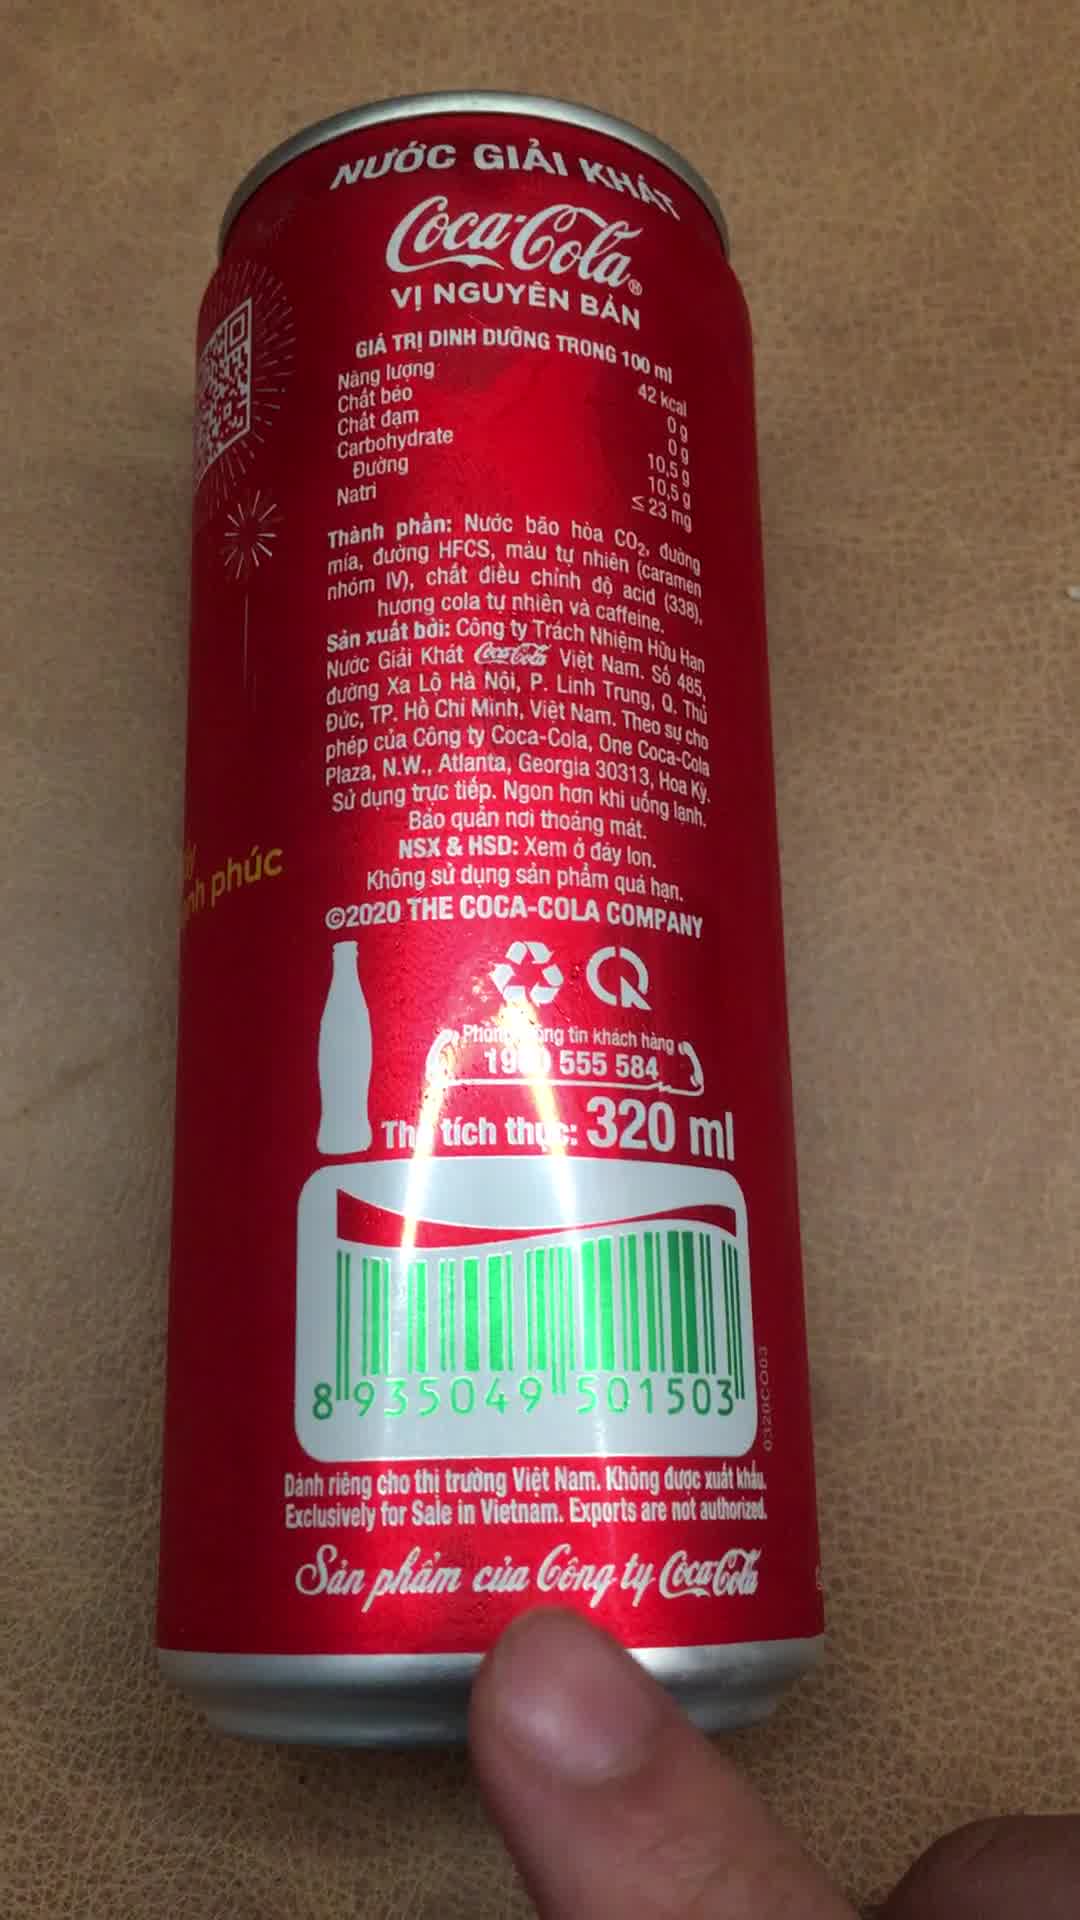 NƯỚC GIẢI KHÁT
Coca-Cola®
VỊ NGUYÊN BẢN
GIÁ TRỊ DINH DƯỠNG TRONG 100 ml
Năng lượng 42 kcal
Chất béo 0 g
Chất đạm 0 g
Carbohydrate 10,5 g
Đường 10,5 g
Natri ≤ 23 mg
Thành phần: Nước bão hòa CO₂, đường
mía, đường HFCS, màu tự nhiên (caramen
nhóm IV), chất điều chỉnh độ acid (338),
hương cola tự nhiên và caffeine.
Sản xuất bởi: Công ty Trách Nhiệm Hữu Hạn
Nước Giải Khát Coca-Cola Việt Nam. Số 485,
đường Xa Lộ Hà Nội, P. Linh Trung, Q. Thủ
Đức, TP. Hồ Chí Minh, Việt Nam. Theo sự cho
phép của Công ty Coca-Cola, One Coca-Cola
Plaza, N.W., Atlanta, Georgia 30313, Hoa Kỳ.
Sử dụng trực tiếp. Ngon hơn khi uống lạnh.
Bảo quản nơi thoáng mát.
NSX & HSD: Xem ở đáy lon.
Không sử dụng sản phẩm quá hạn.
©2020 THE COCA-COLA COMPANY
phúc
tin khách hàng
555 584
tích 320 ml
8 935049 501503
0320CO03
Dành riêng cho thị trường Việt Nam. Không được xuất khẩu.
Exclusively for Sale in Vietnam. Exports are not authorized.
Sản phẩm của Công ty Coca-Cola